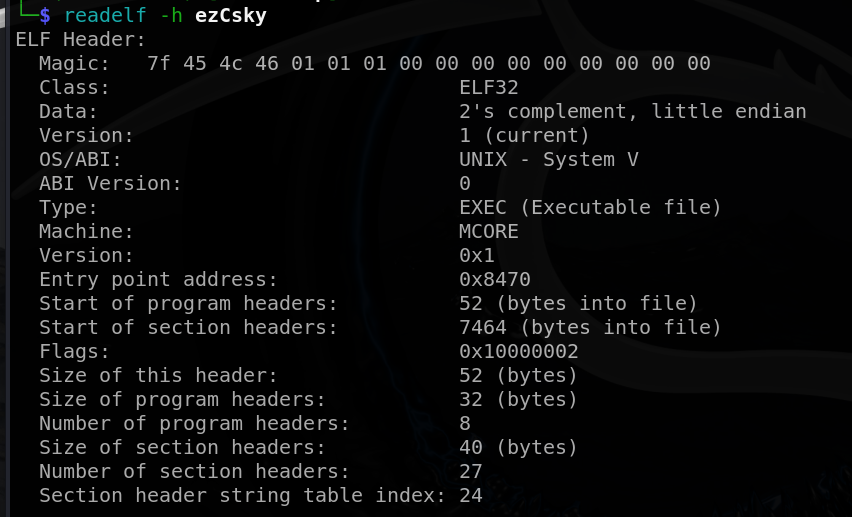 └─$ readelf -h ezCsky
ELF Header:
  Magic:   7f 45 4c 46 01 01 01 00 00 00 00 00 00 00 00 00
  Class:                             ELF32
  Data:                              2's complement, little endian
  Version:                           1 (current)
  OS/ABI:                            UNIX - System V
  ABI Version:                       0
  Type:                              EXEC (Executable file)
  Machine:                           MCORE
  Version:                           0x1
  Entry point address:               0x8470
  Start of program headers:          52 (bytes into file)
  Start of section headers:          7464 (bytes into file)
  Flags:                             0x10000002
  Size of this header:               52 (bytes)
  Size of program headers:           32 (bytes)
  Number of program headers:         8
  Size of section headers:           40 (bytes)
  Number of section headers:         27
  Section header string table index: 24